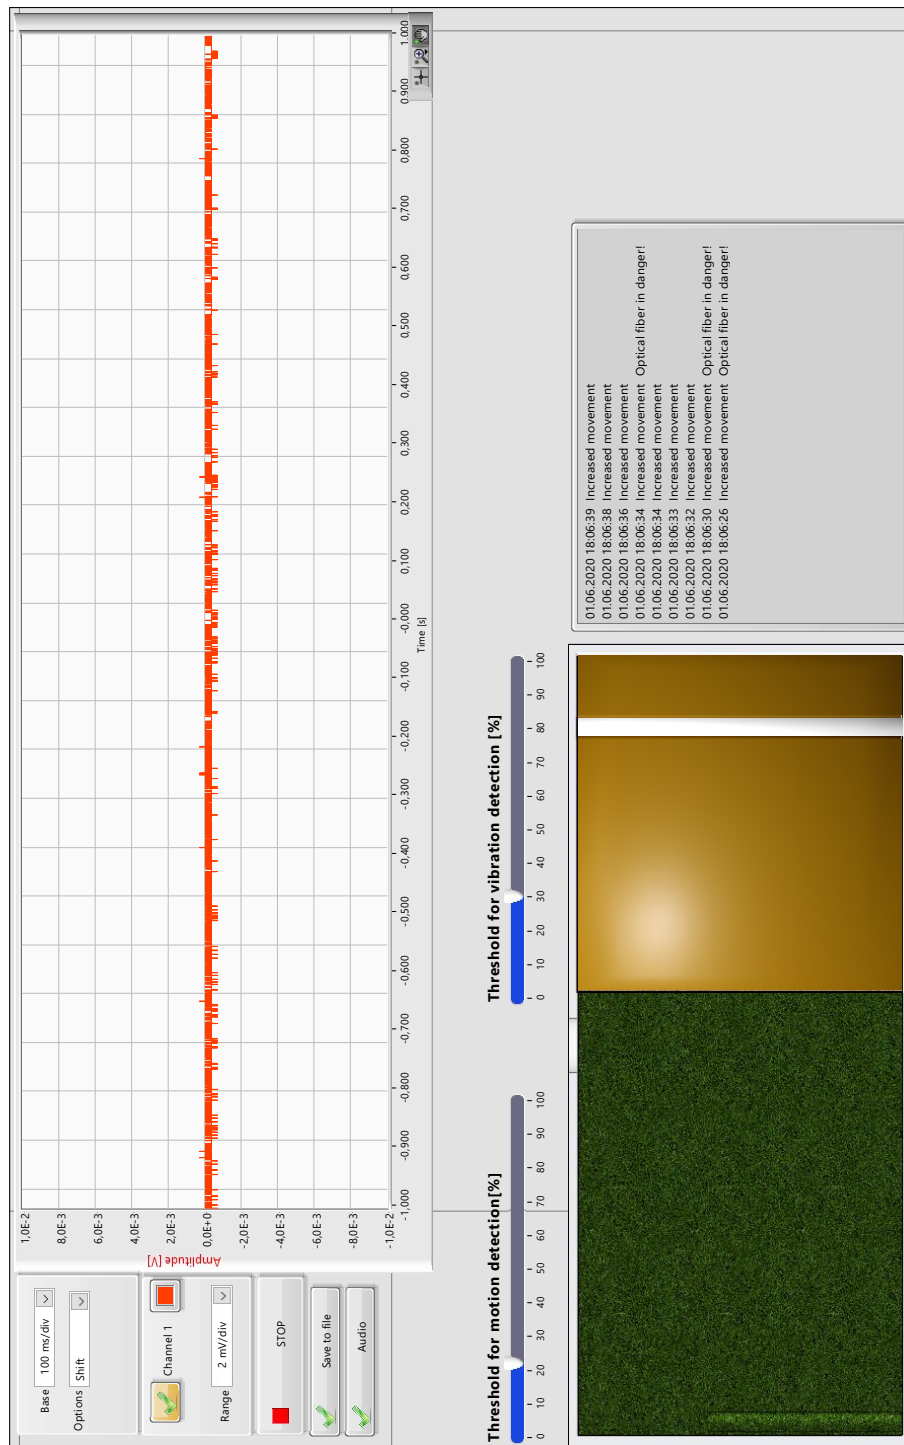 Base 100 ms/div
Options Shift
Channel 1
Range 2 mV/div
STOP
Save to file
Audio
Amplitude [V]
1,0E-2
8,0E-3
6,0E-3
4,0E-3
2,0E-3
0,0E+0
-2,0E-3
-4,0E-3
-6,0E-3
-8,0E-3
-1,0E-2
-1,000 -0,900 -0,800 -0,700 -0,600 -0,500 -0,400 -0,300 -0,200 -0,100 -0,000 0,100 0,200 0,300 0,400 0,500 0,600 0,700 0,800 0,900 1,000
Time [s]
Threshold for motion detection[%]
0 10 20 30 40 50 60 70 80 90 100
Threshold for vibration detection [%]
0 10 20 30 40 50 60 70 80 90 100
01.06.2020 18:06:39 Increased movement
01.06.2020 18:06:38 Increased movement
01.06.2020 18:06:36 Increased movement
01.06.2020 18:06:34 Increased movement Optical fiber in danger!
01.06.2020 18:06:34 Increased movement
01.06.2020 18:06:33 Increased movement
01.06.2020 18:06:32 Increased movement
01.06.2020 18:06:30 Increased movement Optical fiber in danger!
01.06.2020 18:06:26 Increased movement Optical fiber in danger!